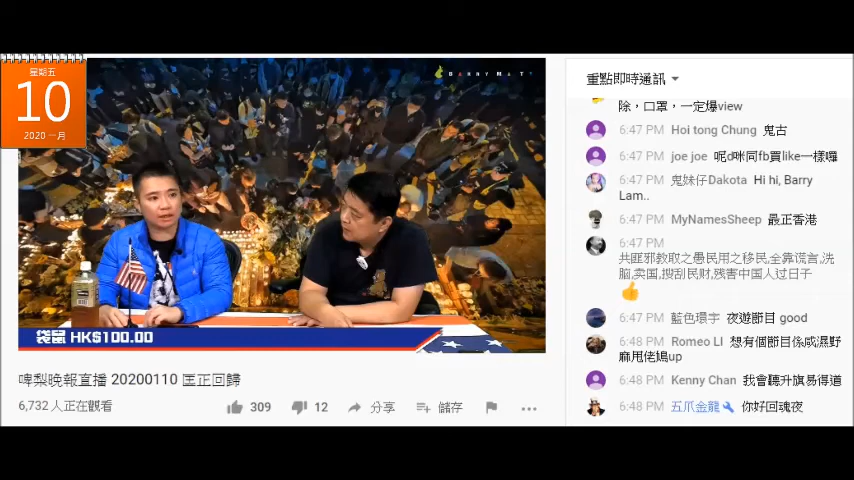 星期五
10
2020 一月
DANNY MATT
袋鼠 HK$100.00
啤梨晚報直播 20200110 匡正回歸
6,732 人正在觀看
309
12
分享
儲存
重點即時通訊
除，口罩，一定爆view
6:47 PM Hoi tong Chung 鬼古
6:47 PM joe joe 呢d咪同fb買like一樣囉
6:47 PM 鬼妹仔Dakota Hi hi, Barry
Lam..
6:47 PM MyNamesSheep 最正香港
6:47 PM
共匪邪教取之愚民用之移民,全靠谎言,洗
脑,卖国,搜刮民财,残害中国人过日子
6:47 PM 藍色環宇 夜遊節目 good
6:48 PM Romeo LI 想有個節目係咸濕野
麻甩佬鳩up
6:48 PM Kenny Chan 我會聽升旗易得道
6:48 PM 五爪金龍 你好回魂夜